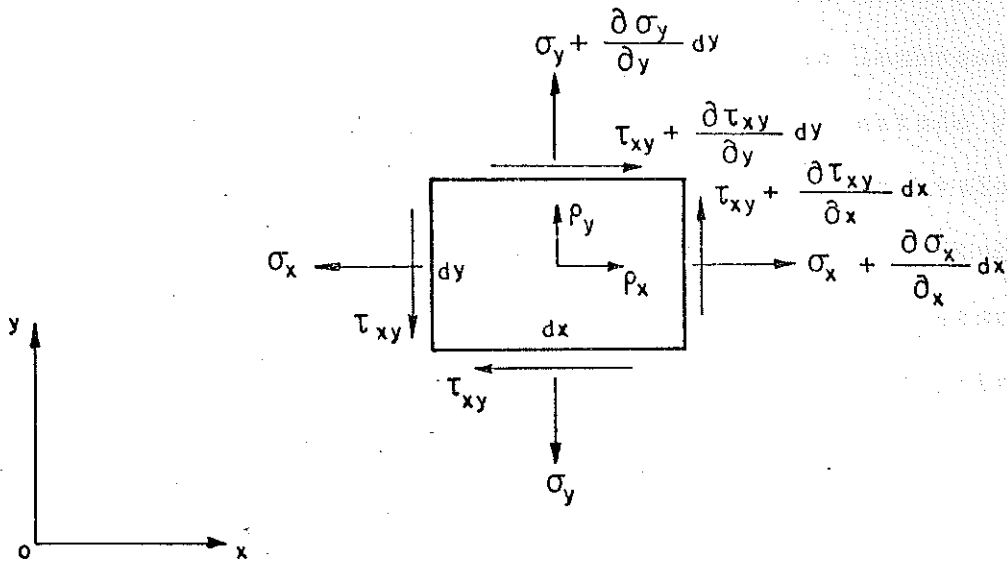 σy + ∂σy/∂y dy
τxy + ∂τxy/∂y dy
τxy + ∂τxy/∂x dx
ρy
σx
dy
ρx
σx + ∂σx/∂x dx
τxy
dx
y
τxy
σy
o
x